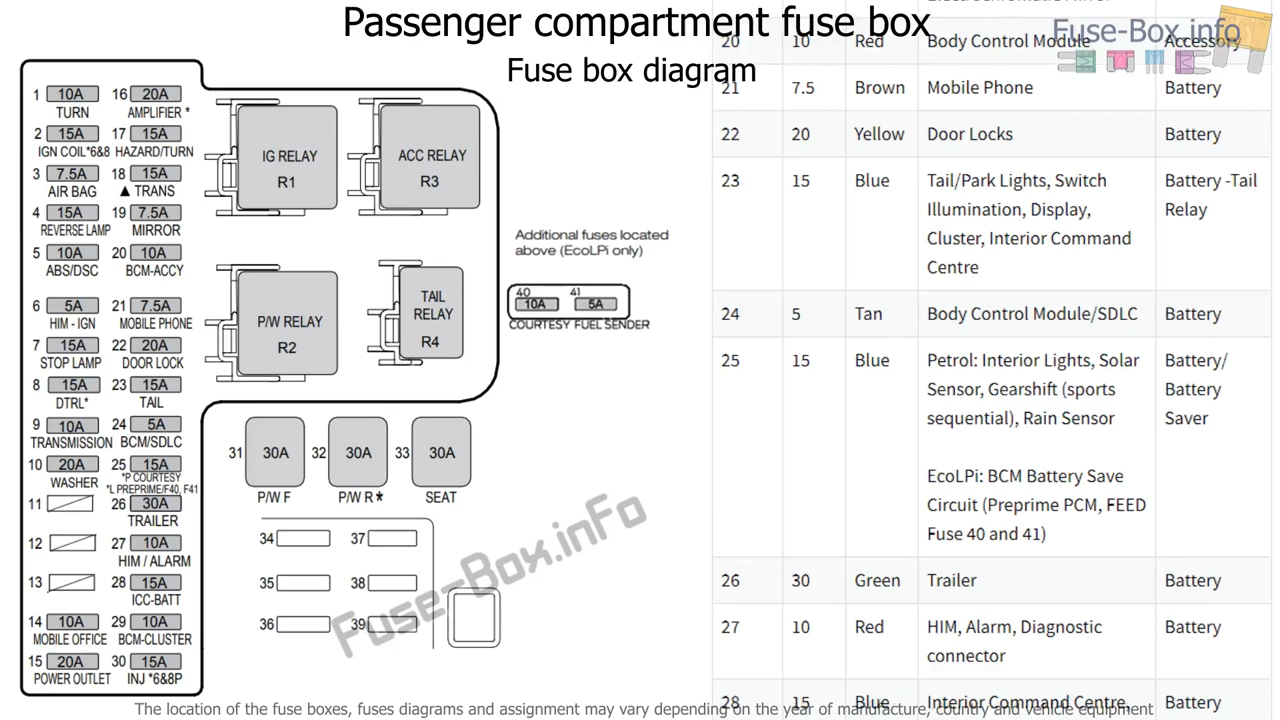 Passenger compartment fuse box
Fuse box diagram
Fuse-Box.info
1 10A TURN
2 15A IGN COIL*6&8
3 7.5A AIR BAG
4 15A REVERSE LAMP
5 10A ABS/DSC
6 5A HIM - IGN
7 15A STOP LAMP
8 15A DTRL*
9 10A TRANSMISSION
10 20A WASHER
11
12
13
14 10A MOBILE OFFICE
15 20A POWER OUTLET
16 20A AMPLIFIER *
17 15A HAZARD/TURN
18 15A ▲ TRANS
19 7.5A MIRROR
20 10A BCM-ACCY
21 7.5A MOBILE PHONE
22 20A DOOR LOCK
23 15A TAIL
24 5A BCM/SDLC
25 15A *P COURTESY
*L PREPRIME/F40, F41
26 30A TRAILER
27 10A HIM / ALARM
28 15A ICC-BATT
29 10A BCM-CLUSTER
30 15A INJ *6&8P
IG RELAY
R1
ACC RELAY
R3
P/W RELAY
R2
TAIL
RELAY
R4
Additional fuses located
above (EcoLPi only)
40 41
10A 5A
COURTESY FUEL SENDER
31 30A 32 30A 33 30A
P/W F P/W R* SEAT
34 37
35 38
36 39
Fuse-Box.inFo
20 10 Red Body Control Module Accessory
21 7.5 Brown Mobile Phone Battery
22 20 Yellow Door Locks Battery
23 15 Blue Tail/Park Lights, Switch Battery -Tail
Illumination, Display, Relay
Cluster, Interior Command
Centre
24 5 Tan Body Control Module/SDLC Battery
25 15 Blue Petrol: Interior Lights, Solar Battery/
Sensor, Gearshift (sports Battery
sequential), Rain Sensor Saver
EcoLPi: BCM Battery Save
Circuit (Preprime PCM, FEED
Fuse 40 and 41)
26 30 Green Trailer Battery
27 10 Red HIM, Alarm, Diagnostic Battery
connector
28 15 Blue Interior Command Centre, Battery
The location of the fuse boxes, fuses diagrams and assignment may vary depending on the year of manufacture, country and vehicle equipment